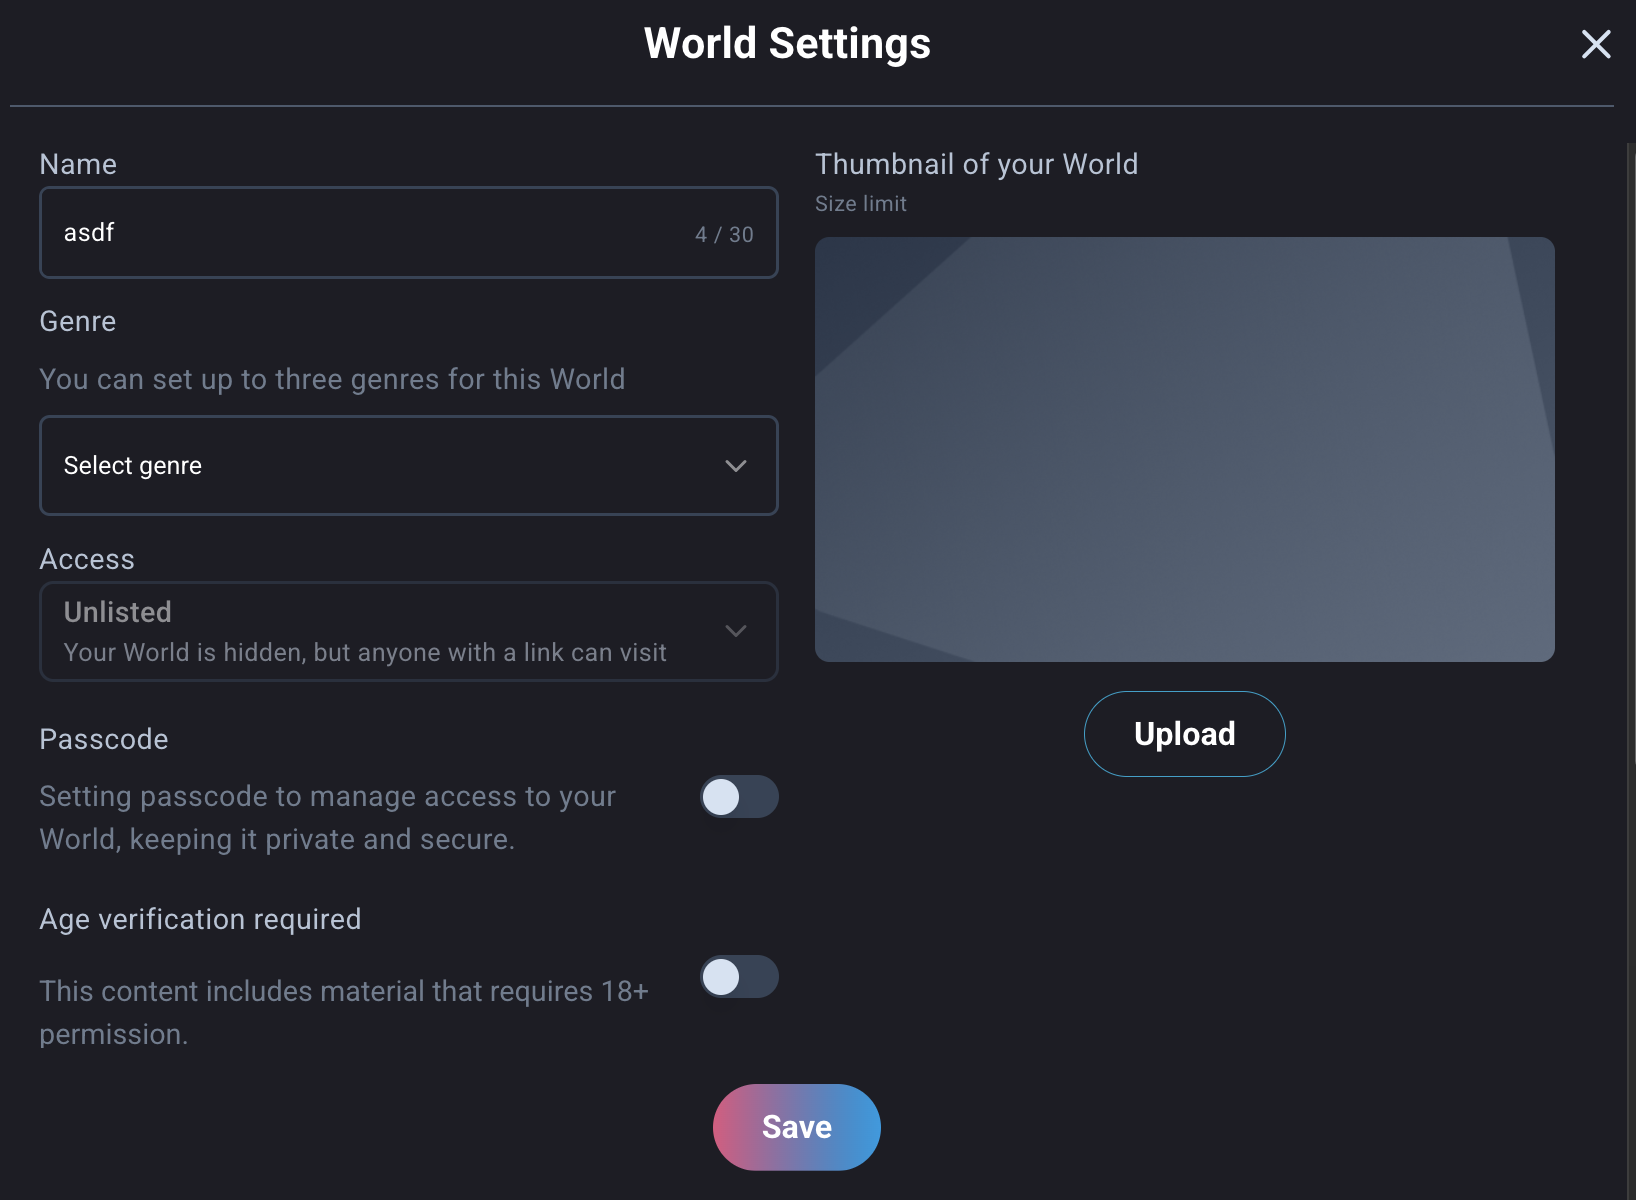 World Settings
Name
asdf
4 / 30
Genre
You can set up to three genres for this World
Select genre
Access
Unlisted
Your World is hidden, but anyone with a link can visit
Passcode
Setting passcode to manage access to your
World, keeping it private and secure.
Age verification required
This content includes material that requires 18+
permission.
Thumbnail of your World
Size limit
Upload
Save